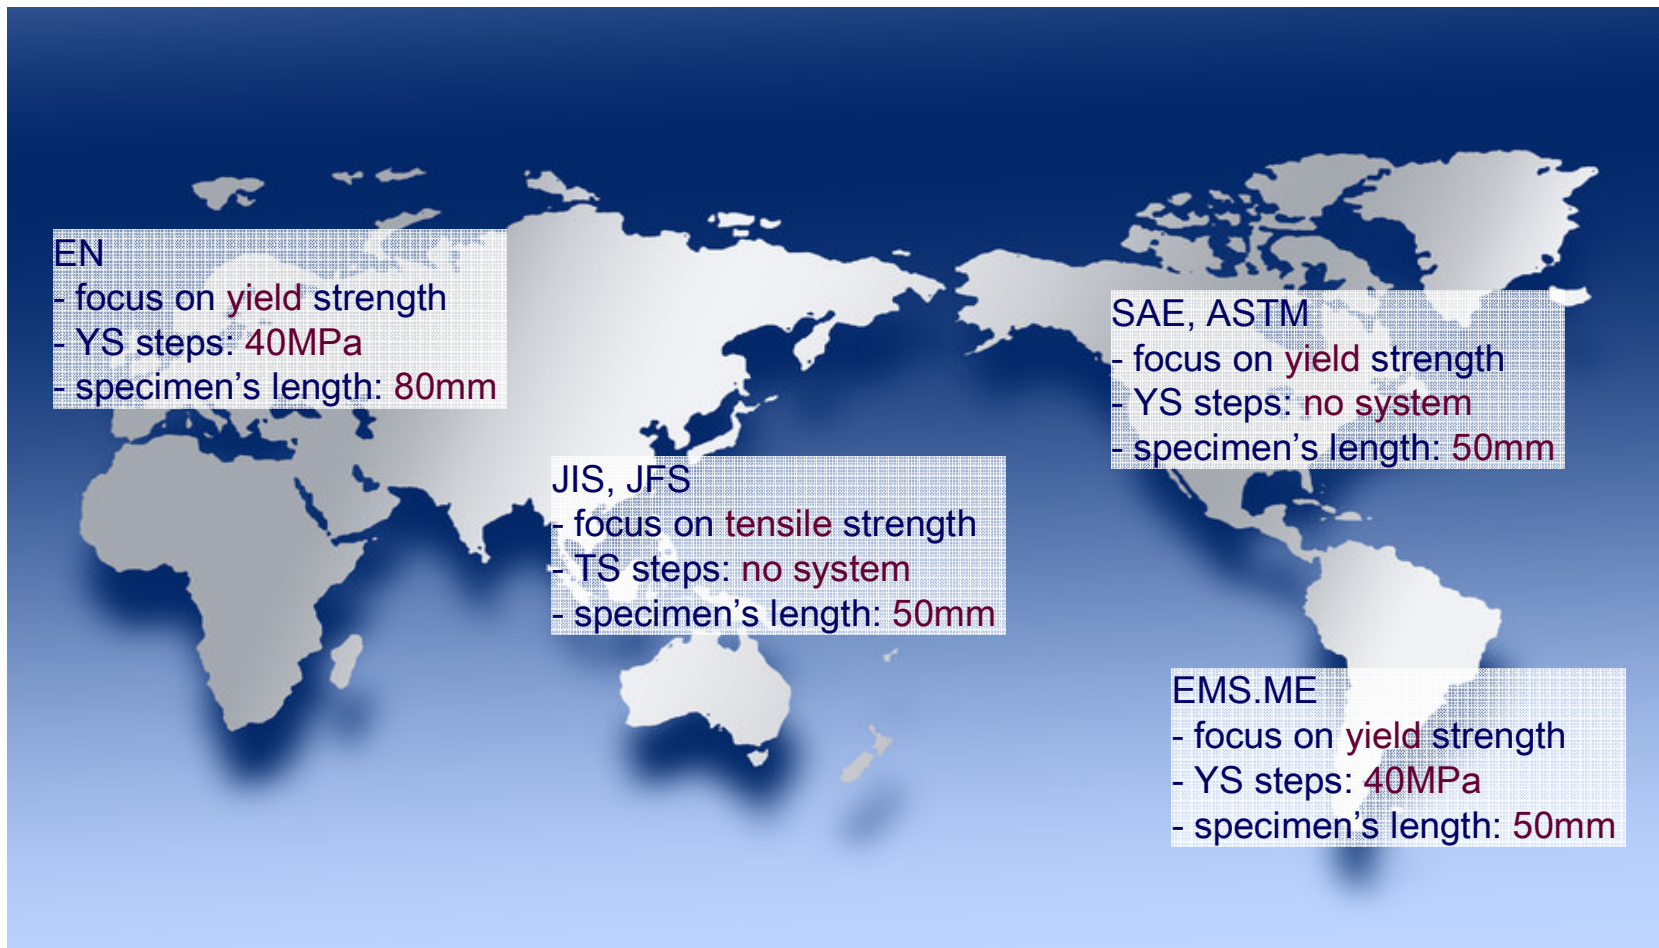 EN
- focus on yield strength
- YS steps: 40MPa
- specimen’s length: 80mm
SAE, ASTM
- focus on yield strength
- YS steps: no system
- specimen’s length: 50mm
JIS, JFS
- focus on tensile strength
- TS steps: no system
- specimen’s length: 50mm
EMS.ME
- focus on yield strength
- YS steps: 40MPa
- specimen’s length: 50mm